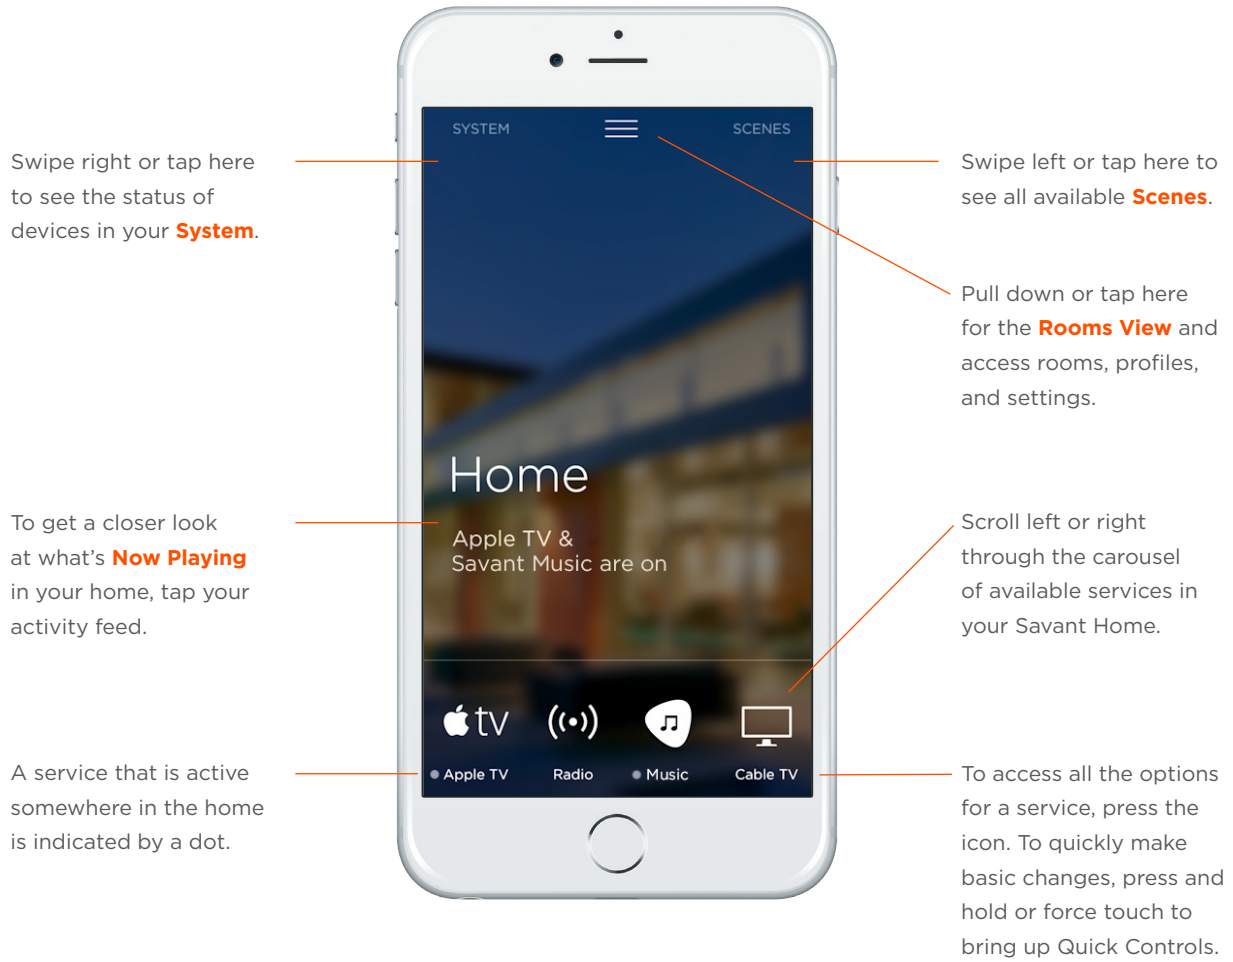 SYSTEM
SCENES
Swipe right or tap here
to see the status of
devices in your System.
Swipe left or tap here to
see all available Scenes.
Pull down or tap here
for the Rooms View and
access rooms, profiles,
and settings.
Home
Apple TV &
Savant Music are on
To get a closer look
at what's Now Playing
in your home, tap your
activity feed.
Scroll left or right
through the carousel
of available services in
your Savant Home.
tv
Apple TV
Radio
Music
Cable TV
A service that is active
somewhere in the home
is indicated by a dot.
To access all the options
for a service, press the
icon. To quickly make
basic changes, press and
hold or force touch to
bring up Quick Controls.